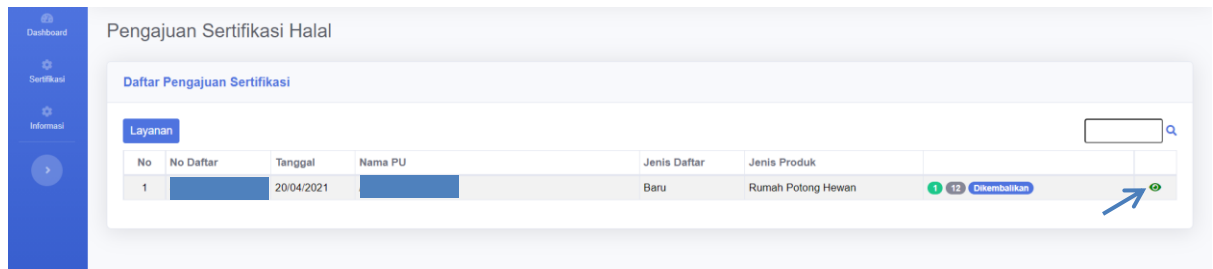 Dashboard
Sertifikasi
Informasi
Pengajuan Sertifikasi Halal
Daftar Pengajuan Sertifikasi
Layanan
No No Daftar Tanggal Nama PU Jenis Daftar Jenis Produk
1 20/04/2021 Baru Rumah Potong Hewan 1 12 Dikembalikan